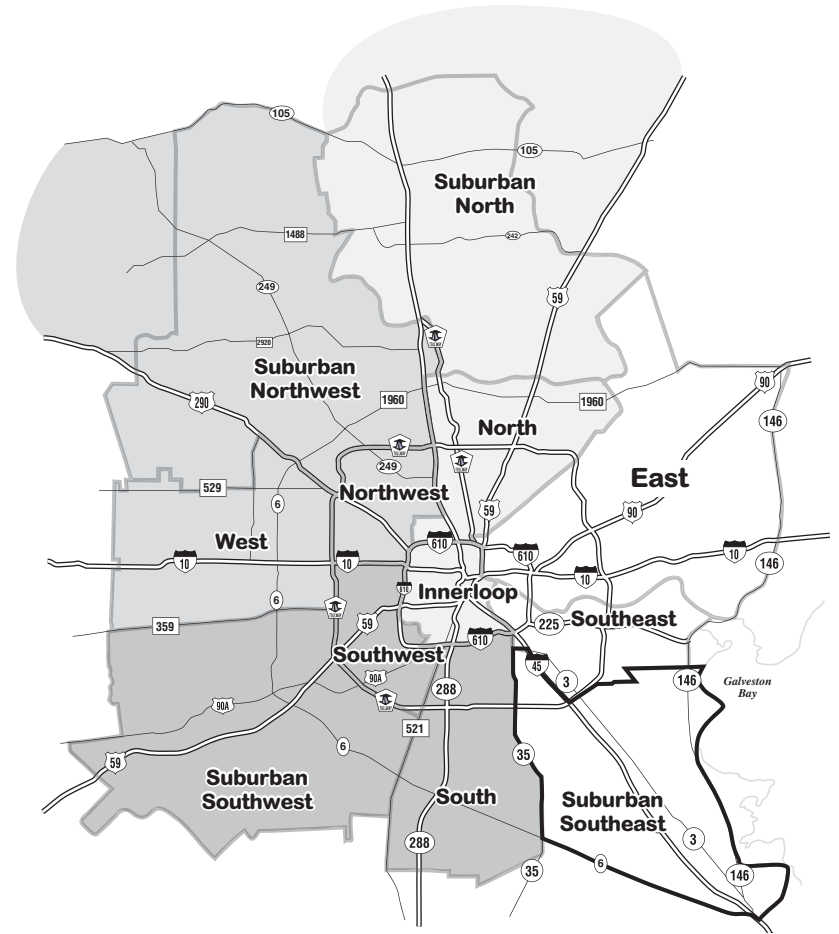 105
105
Suburban
North
1488
242
249
59
2920
Suburban
Northwest
90
290
1960
1960
146
North
249
East
529
Northwest
6
59
90
West
610
610
10
10
10
10
146
610
Innerloop
6
359
59
225
Southeast
610
Southwest
45
90A
3
146
Galveston
Bay
288
90A
521
6
35
59
Suburban
Southwest
South
Suburban
Southeast
288
3
6
35
146